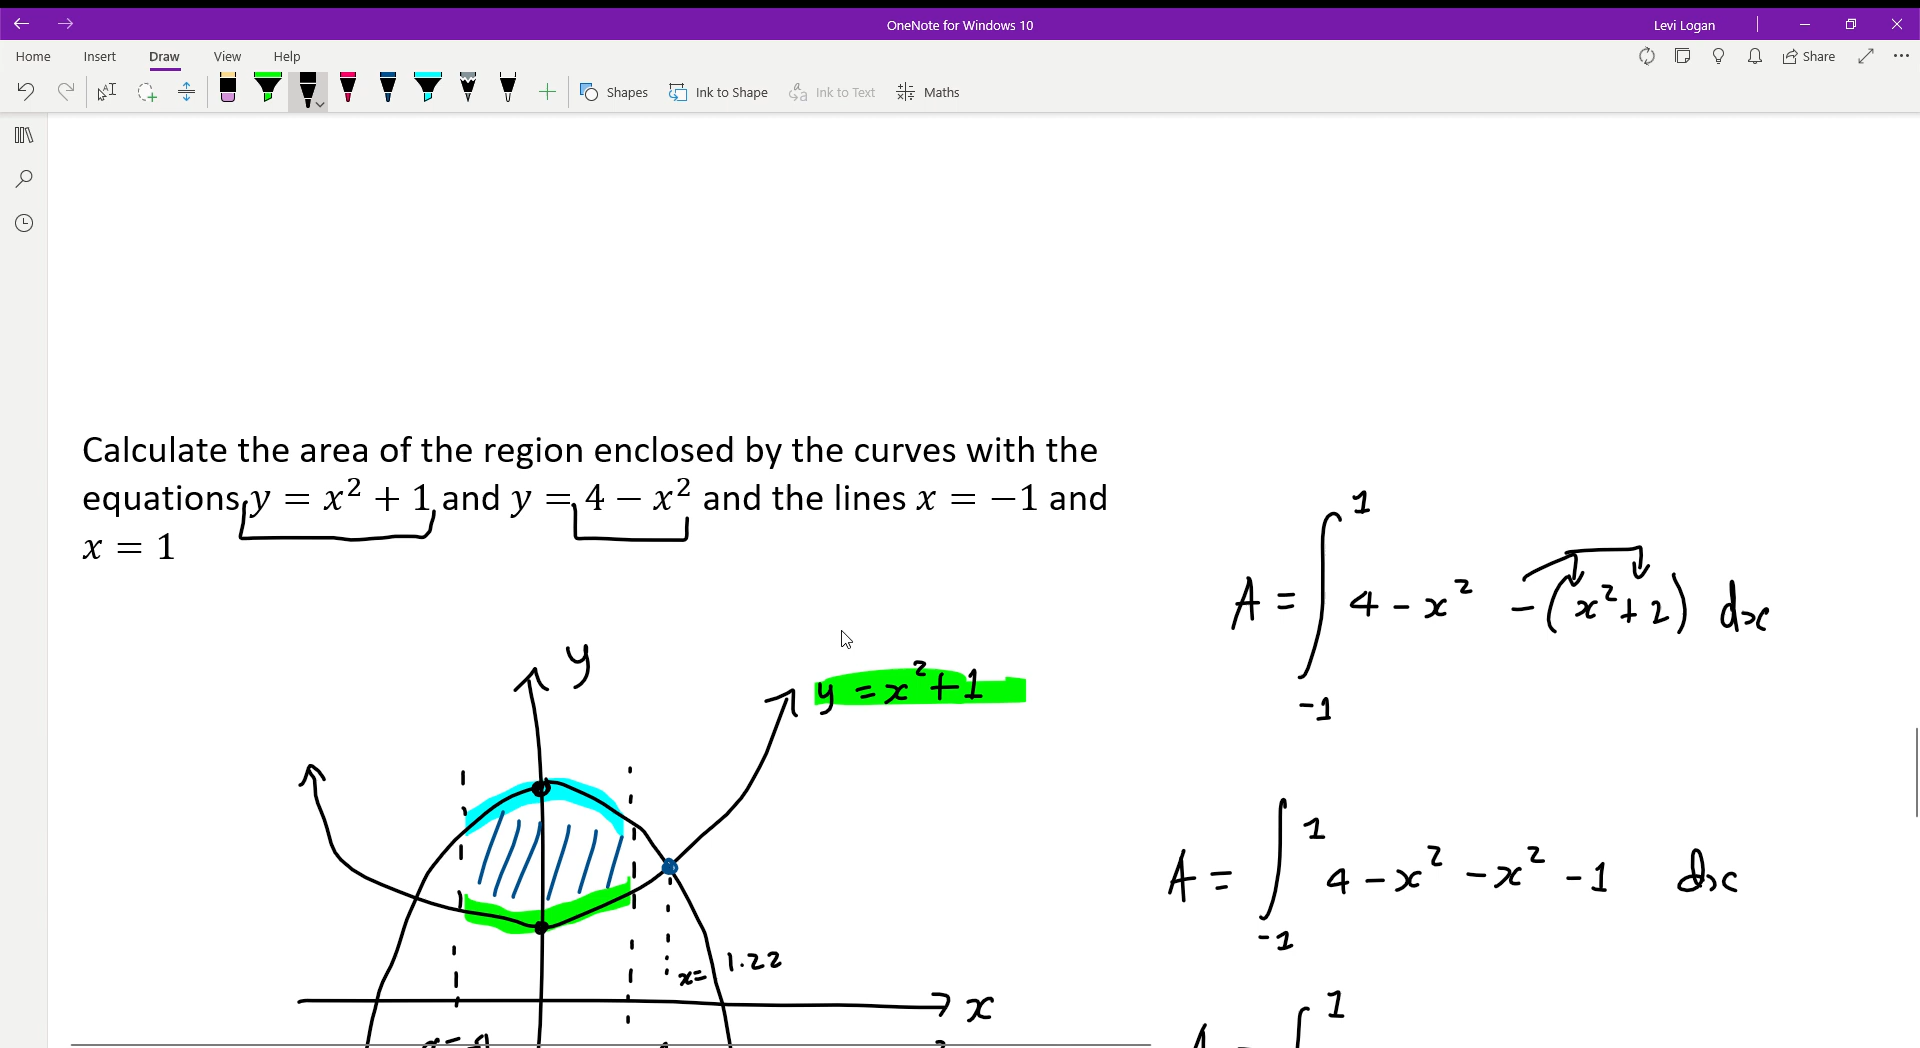 OneNote for Windows 10
Levi Logan
Home Insert Draw View Help
Share
Shapes Ink to Shape Ink to Text Maths
Calculate the area of the region enclosed by the curves with the
equations y = x² + 1 and y = 4 − x² and the lines x = −1 and
x = 1
y
y = x² + 1
x = 1.22
x
1
A = ∫ 4 - x² - (x² + 2) dx
-1
1
A = ∫ 4 - x² - x² - 1 dx
-1
1